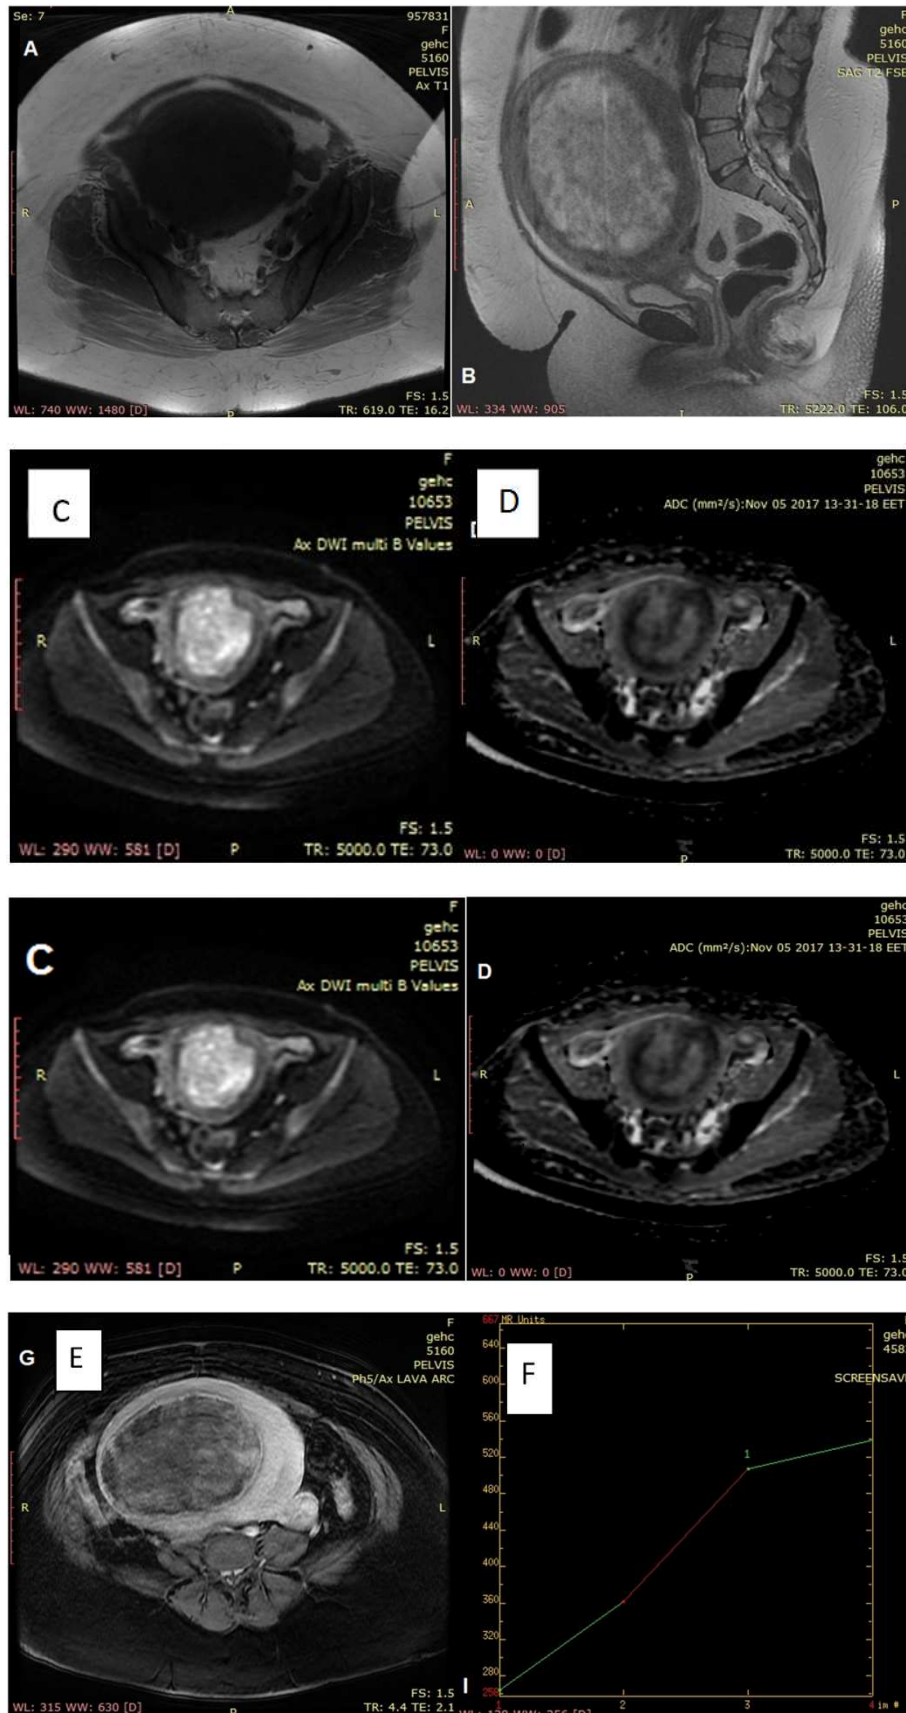 Se: 7
A
957831
F
gehc
5160
PELVIS
Ax T1
A
R
L
FS: 1.5
TR: 619.0 TE: 16.2
WL: 740 WW: 1480 [D]
P
F
gehc
5160
PELVIS
SAG T2 FSE
A
P
B
FS: 1.5
WL: 334 WW: 905
TR: 5222.0 TE: 106.0
I
C
F
gehc
10653
PELVIS
Ax DWI multi B Values
R
L
FS: 1.5
WL: 290 WW: 581 [D]
P
TR: 5000.0 TE: 73.0
D
gehc
10653
PELVIS
ADC (mm²/s):Nov 05 2017 13-31-18 EET
R
L
FS: 1.5
WL: 0 WW: 0 [D]
P
TR: 5000.0 TE: 73.0
C
F
gehc
10653
PELVIS
Ax DWI multi B Values
R
L
FS: 1.5
WL: 290 WW: 581 [D]
P
TR: 5000.0 TE: 73.0
gehc
10653
PELVIS
ADC (mm²/s):Nov 05 2017 13-31-18 EET
D
R
L
FS: 1.5
WL: 0 WW: 0 [D]
P
TR: 5000.0 TE: 73.0
G
E
F
gehc
5160
PELVIS
Ph5/Ax LAVA ARC
R
L
FS: 1.5
WL: 315 WW: 630 [D]
TR: 4.4 TE: 2.1
P
667 MR Units
640
600
560
520
480
440
400
360
320
280
F
gehc
SCREENSAV
1
I
2
3
4 im #